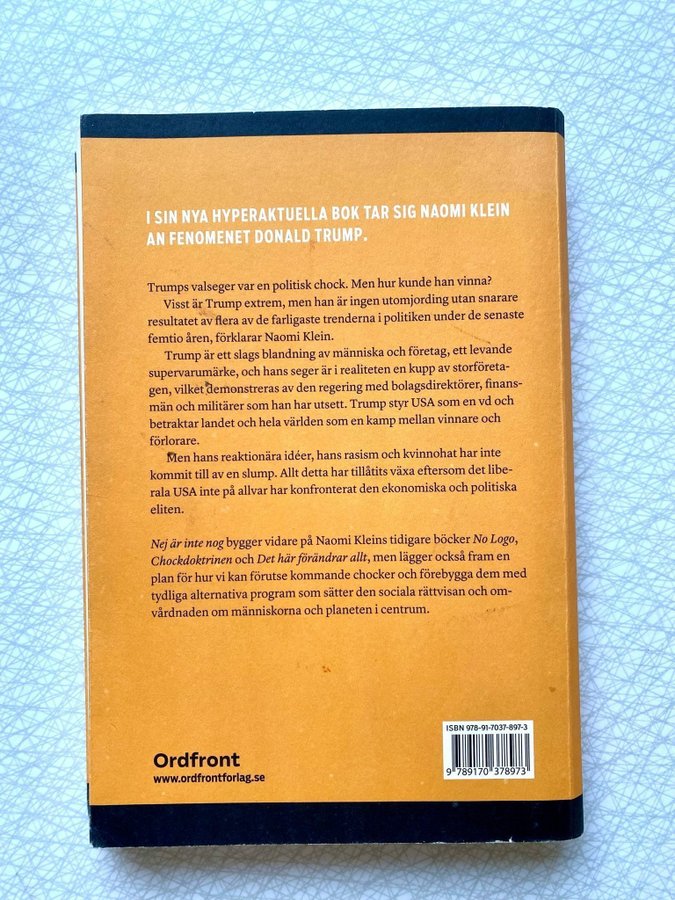 I SIN NYA HYPERAKTUELLA BOK TAR SIG NAOMI KLEIN
AN FENOMENET DONALD TRUMP.
Trumps valseger var en politisk chock. Men hur kunde han vinna?
Visst är Trump extrem, men han är ingen utomjording utan snarare
resultatet av flera av de farligaste trenderna i politiken under de senaste
femtio åren, förklarar Naomi Klein.
Trump är ett slags blandning av människa och företag, ett levande
supervarumärke, och hans seger är i realiteten en kupp av storföreta-
gen, vilket demonstreras av den regering med bolagsdirektörer, finans-
män och militärer som han har utsett. Trump styr USA som en vd och
betraktar landet och hela världen som en kamp mellan vinnare och
förlorare.
Men hans reaktionära idéer, hans rasism och kvinnohat har inte
kommit till av en slump. Allt detta har tillåtits växa eftersom det libe-
rala USA inte på allvar har konfronterat den ekonomiska och politiska
eliten.
Nej är inte nog bygger vidare på Naomi Kleins tidigare böcker No Logo,
Chockdoktrinen och Det här förändrar allt, men lägger också fram en
plan för hur vi kan förutse kommande chocker och förebygga dem med
tydliga alternativa program som sätter den sociala rättvisan och om-
vårdnaden om människorna och planeten i centrum.
ISBN 978-91-7037-897-3
9 789170 378973
Ordfront
www.ordfrontforlag.se